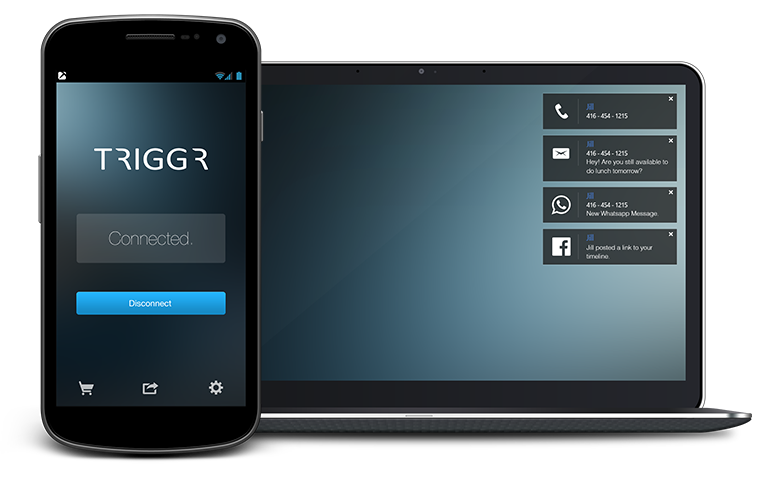 TRIGGR
Connected.
Disconnect
Jill
416 - 454 - 1215
Jill
416 - 454 - 1215
Hey! Are you still available to
do lunch tomorrow?
Jill
416 - 454 - 1215
New Whatsapp Message.
Jill
Jill posted a link to your
timeline.